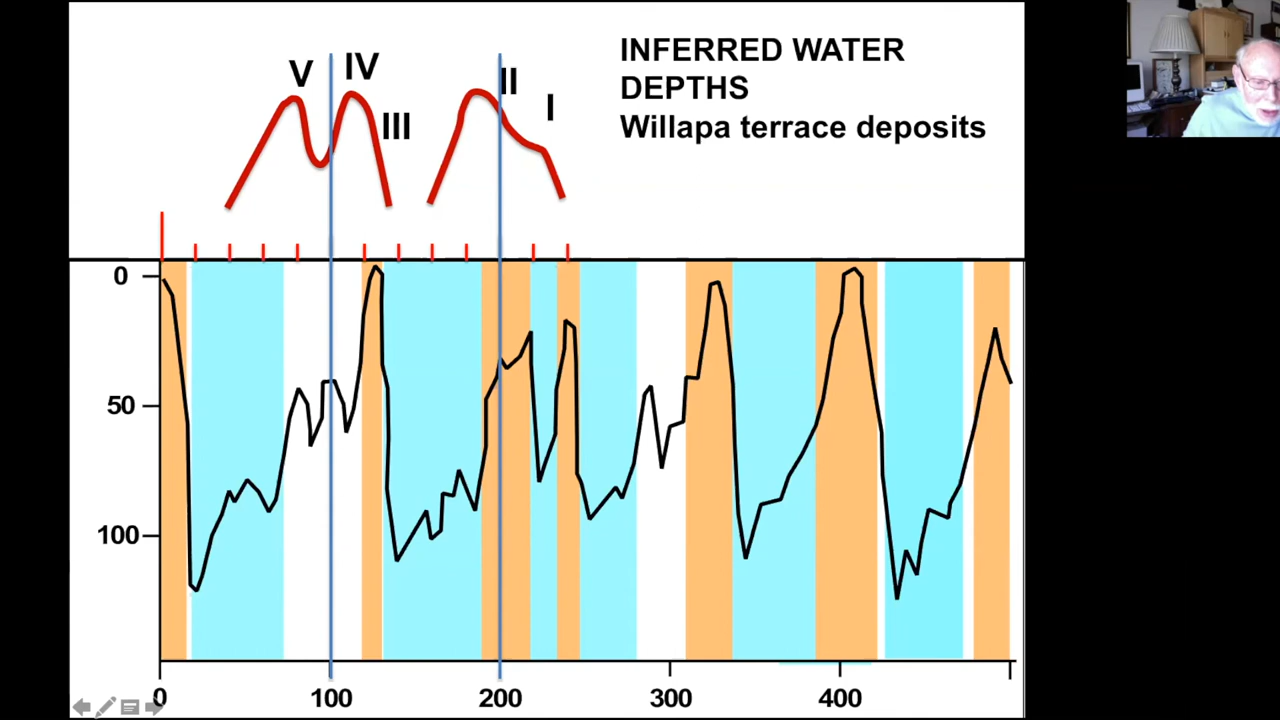 INFERRED WATER
DEPTHS
Willapa terrace deposits
V
IV
III
II
I
0
50
100
0
100
200
300
400